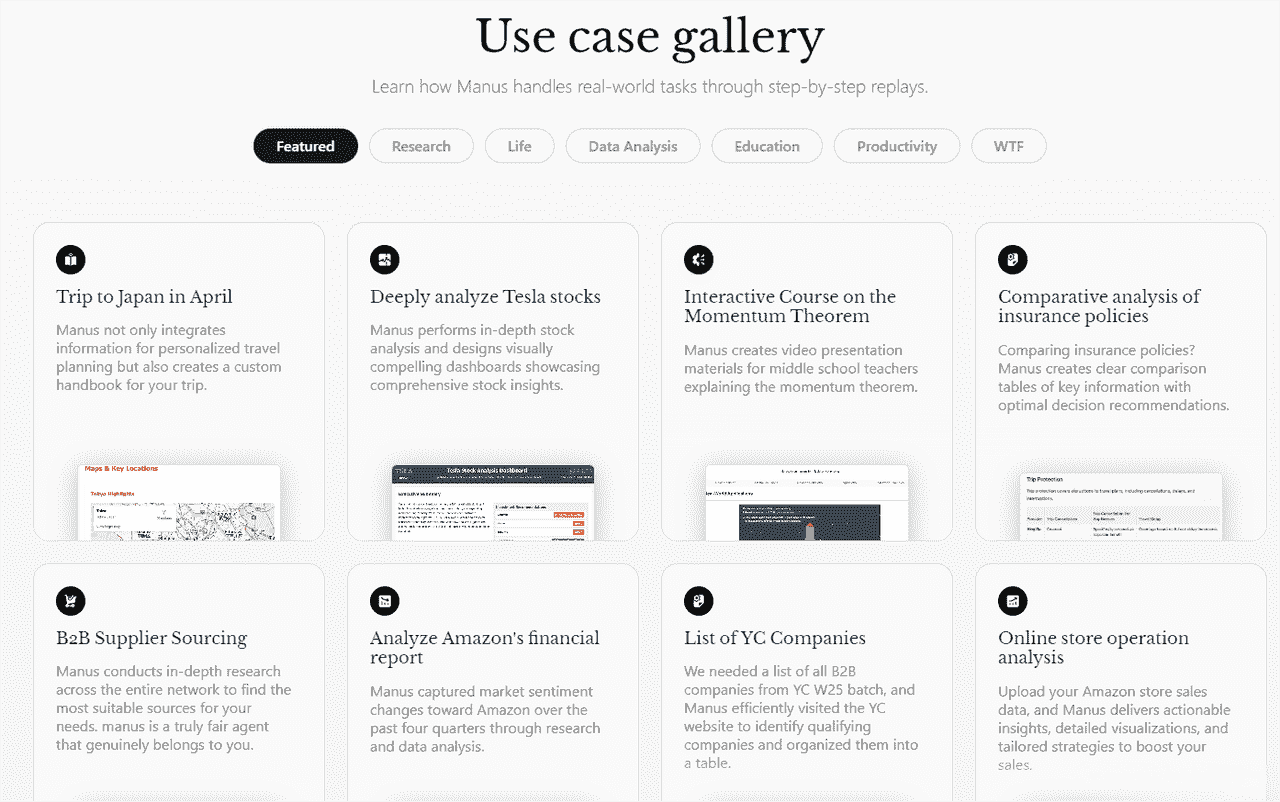 Use case gallery
Learn how Manus handles real-world tasks through step-by-step replays.
Featured
Research
Life
Data Analysis
Education
Productivity
WTF
Trip to Japan in April
Manus not only integrates
information for personalized travel
planning but also creates a custom
handbook for your trip.
Maps & Key Locations
Tokyo Highlights
Deeply analyze Tesla stocks
Manus performs in-depth stock
analysis and designs visually
compelling dashboards showcasing
comprehensive stock insights.
Tesla Stock Analysis Dashboard
Interactive Course on the
Momentum Theorem
Manus creates video presentation
materials for middle school teachers
explaining the momentum theorem.
Comparative analysis of
insurance policies
Comparing insurance policies?
Manus creates clear comparison
tables of key information with
optimal decision recommendations.
Trip Protection
B2B Supplier Sourcing
Manus conducts in-depth research
across the entire network to find the
most suitable sources for your
needs. manus is a truly fair agent
that genuinely belongs to you.
Analyze Amazon's financial
report
Manus captured market sentiment
changes toward Amazon over the
past four quarters through research
and data analysis.
List of YC Companies
We needed a list of all B2B
companies from YC W25 batch, and
Manus efficiently visited the YC
website to identify qualifying
companies and organized them into
a table.
Online store operation
analysis
Upload your Amazon store sales
data, and Manus delivers actionable
insights, detailed visualizations, and
tailored strategies to boost your
sales.